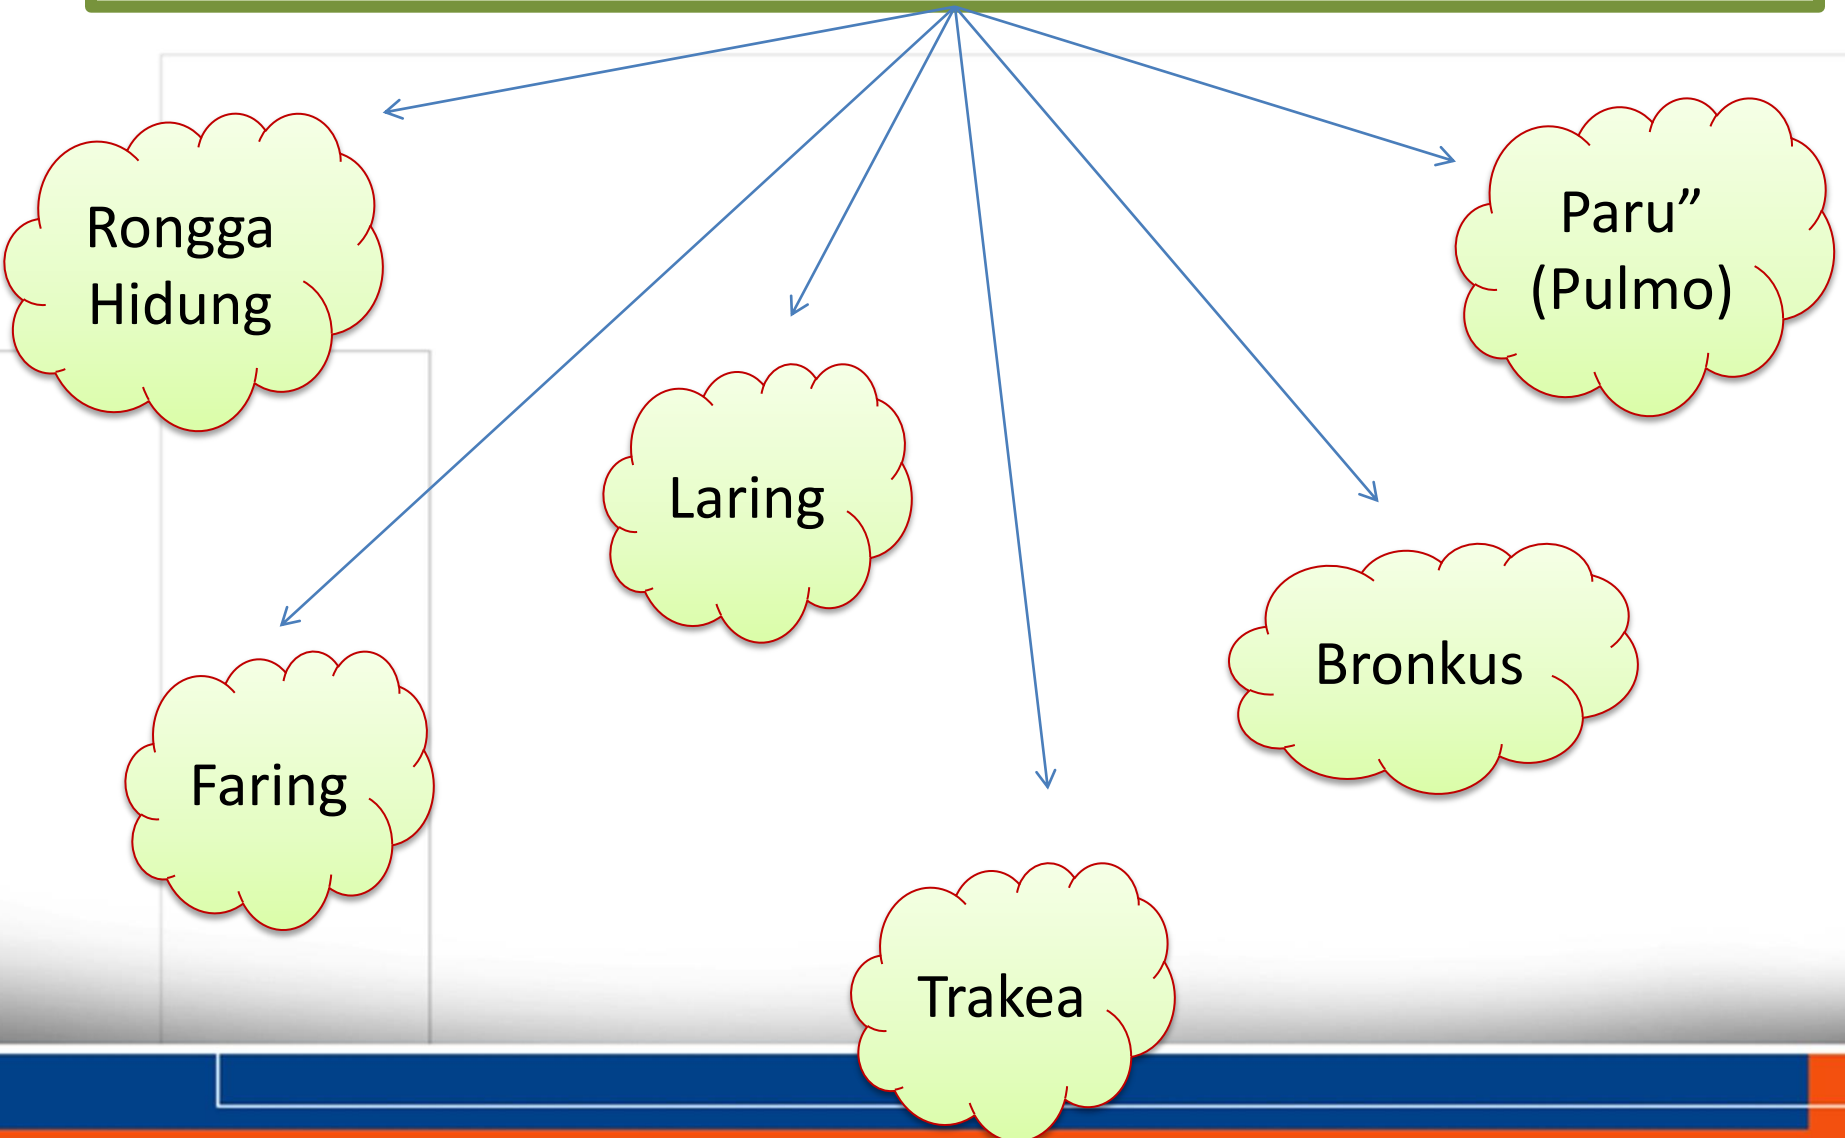 Rongga
Hidung
Faring
Laring
Trakea
Bronkus
Paru”
(Pulmo)